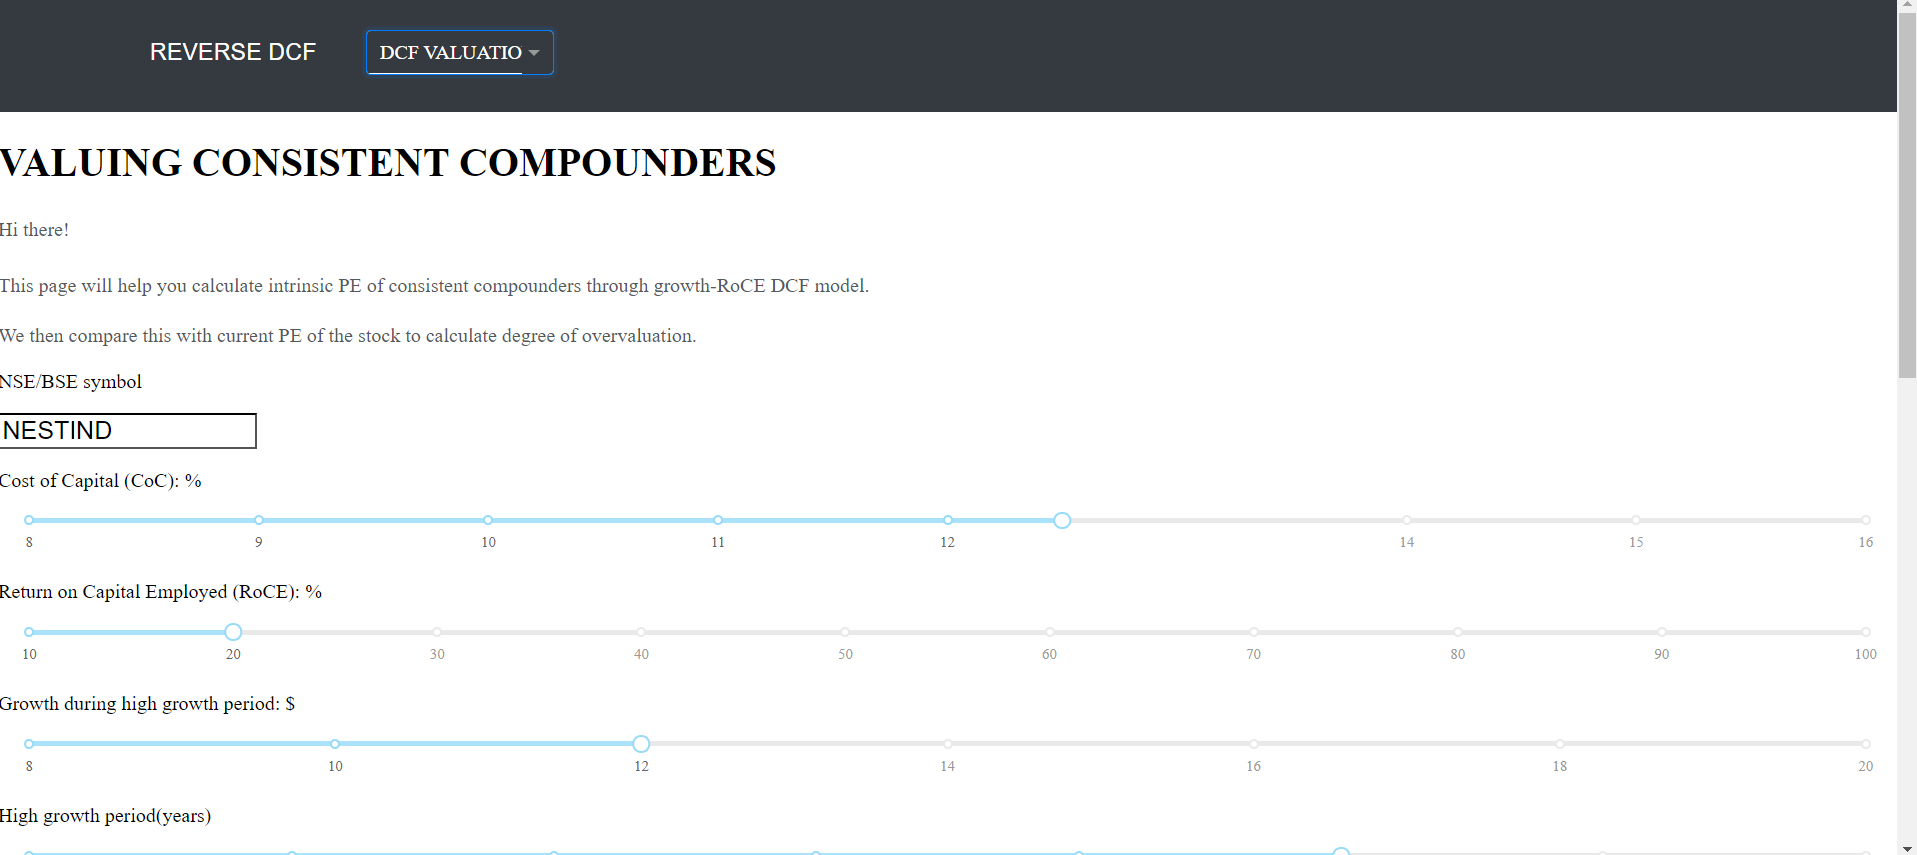 REVERSE DCF
DCF VALUATIO
VALUING CONSISTENT COMPOUNDERS
Hi there!
This page will help you calculate intrinsic PE of consistent compounders through growth-RoCE DCF model.
We then compare this with current PE of the stock to calculate degree of overvaluation.
NSE/BSE symbol
NESTIND
Cost of Capital (CoC): %
8 9 10 11 12 14 15 16
Return on Capital Employed (RoCE): %
10 20 30 40 50 60 70 80 90 100
Growth during high growth period: $
8 10 12 14 16 18 20
High growth period(years)